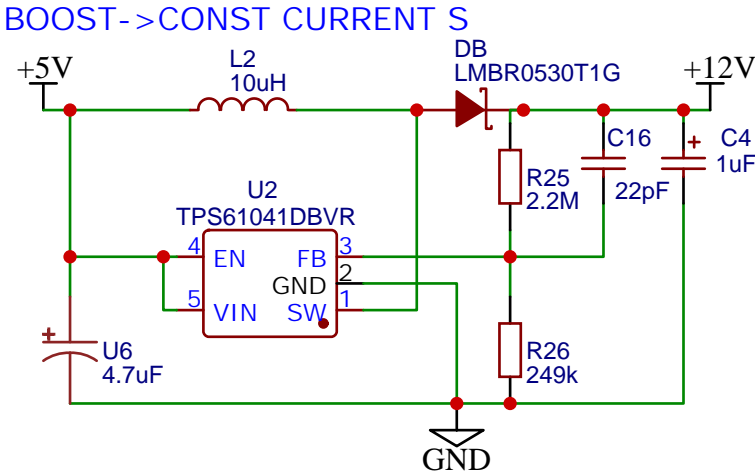 BOOST->CONST CURRENT S
+5V
L2
10uH
DB
LMBR0530T1G
+12V
C16
22pF
C4
1uF
R25
2.2M
U2
TPS61041DBVR
4 EN FB 3
GND 2
5 VIN SW 1
U6
4.7uF
R26
249k
GND